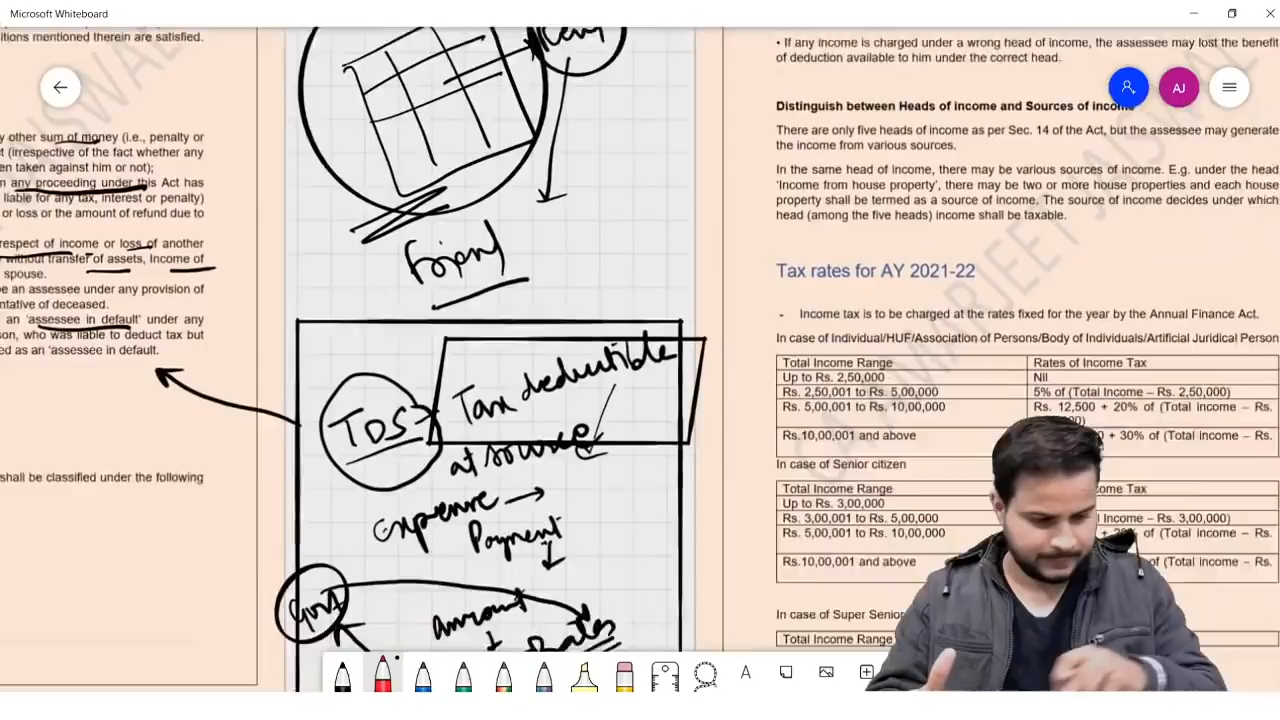 Microsoft Whiteboard
itions mentioned therein are satisfied.
y other sum of money (i.e., penalty or
t (irrespective of the fact whether any
en taken against him or not);
n any proceeding under this Act has
liable for any tax, interest or penalty)
or loss or the amount of refund due to
respect of income or loss of another
without transfer of assets, Income of
spouse.
be an assessee under any provision of
ntative of deceased.
an 'assessee in default' under any
son, who was liable to deduct tax but
ed as an 'assessee in default.
shall be classified under the following
TDS
Tax deductible
at source
expense
Payment
Govt
amount
Rates
• If any income is charged under a wrong head of income, the assessee may lost the benefit
of deduction available to him under the correct head.
AJ
Distinguish between Heads of income and Sources of income
There are only five heads of income as per Sec. 14 of the Act, but the assessee may generate
the income from various sources.
In the same head of income, there may be various sources of income. E.g. under the head
'Income from house property', there may be two or more house properties and each house
property shall be termed as a source of income. The source of income decides under which
head (among the five heads) income shall be taxable.
Tax rates for AY 2021-22
- Income tax is to be charged at the rates fixed for the year by the Annual Finance Act.
In case of Individual/HUF/Association of Persons/Body of Individuals/Artificial Juridical Person
Total Income Range Rates of Income Tax
Up to Rs. 2,50,000 Nil
Rs. 2,50,001 to Rs. 5,00,000 5% of (Total Income – Rs. 2,50,000)
Rs. 5,00,001 to Rs. 10,00,000 Rs. 12,500 + 20% of (Total Income – Rs.
Rs.10,00,001 and above + 30% of (Total Income – Rs.
In case of Senior citizen
Total Income Range ome Tax
Up to Rs. 3,00,000
Rs. 3,00,001 to Rs. 5,00,000 l Income – Rs. 3,00,000)
Rs. 5,00,001 to Rs. 10,00,000 of (Total Income – Rs.
Rs.10,00,001 and above of (Total Income – Rs.
In case of Super Senior
Total Income Range
CA AMARJEET JAISWAL
A